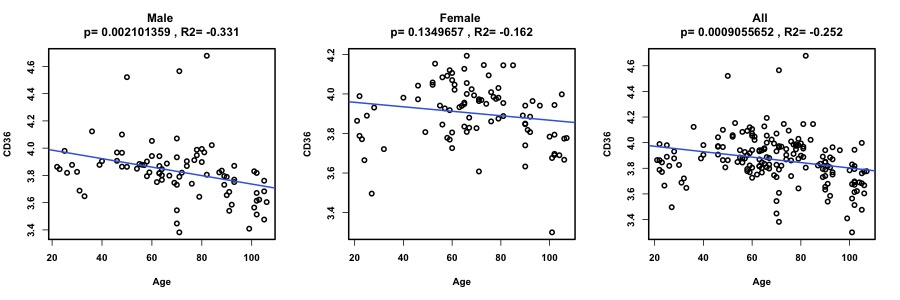 Male
p= 0.002101359 , R2= -0.331
CD36
4.6
4.4
4.2
4.0
3.8
3.6
3.4
20 40 60 80 100
Age
Female
p= 0.1349657 , R2= -0.162
CD36
4.2
4.0
3.8
3.6
3.4
20 40 60 80 100
Age
All
p= 0.0009055652 , R2= -0.252
CD36
4.6
4.4
4.2
4.0
3.8
3.6
3.4
20 40 60 80 100
Age